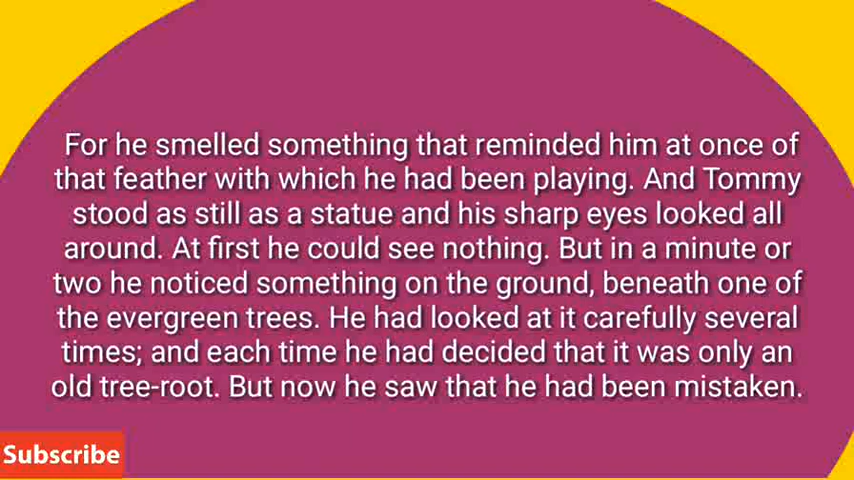 For he smelled something that reminded him at once of
that feather with which he had been playing. And Tommy
stood as still as a statue and his sharp eyes looked all
around. At first he could see nothing. But in a minute or
two he noticed something on the ground, beneath one of
the evergreen trees. He had looked at it carefully several
times; and each time he had decided that it was only an
old tree-root. But now he saw that he had been mistaken.
Subscribe